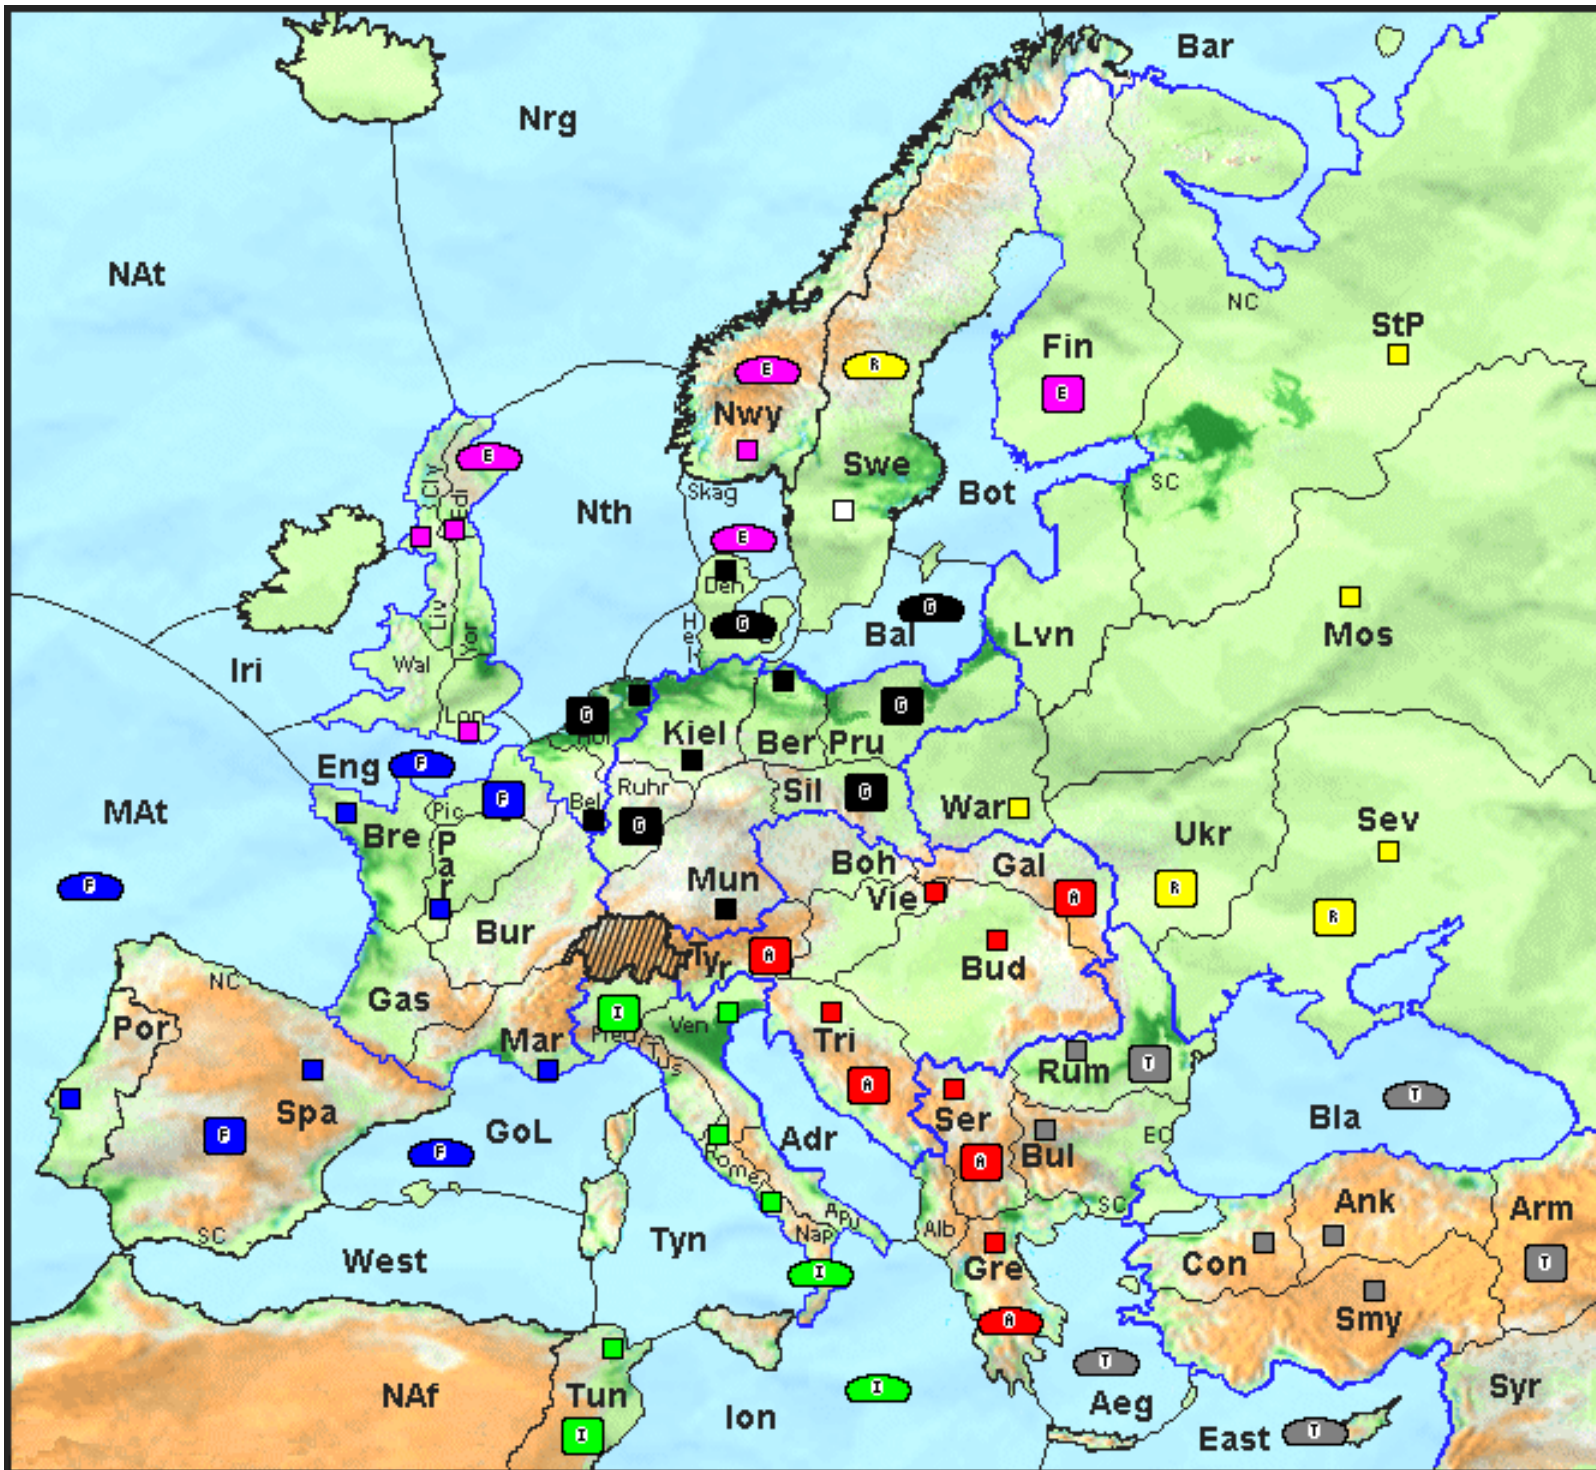 Bar
Nrg
NAt
NC
StP
Fin
E
R
E
Nwy
E
Swe
SC
Cly
Edl
Skag
Bot
Nth
E
Den
Mos
G
G
Hel
Bal
Lvn
Liv
Yor
Wal
Iri
G
G
Lon
Hol
Kiel
Ber
Pru
Eng
F
F
Ruhr
Sil
G
Bel
Pic
War
MAt
Bre
Par
G
Sev
Ukr
Boh
Gal
Mun
Vie
A
R
F
R
Bur
Tyr
A
Bud
NC
Gas
I
Por
Mar
Pied
Ven
Tus
Tri
Rum
T
A
Spa
Ser
Bla
T
F
GoL
Adr
EC
F
Rome
A
Bul
Ank
SC
Arm
Apu
Alb
SC
Nap
Tyn
West
I
Gre
Con
T
Smy
A
T
NAf
Tun
I
Syr
Ion
Aeg
I
East
T